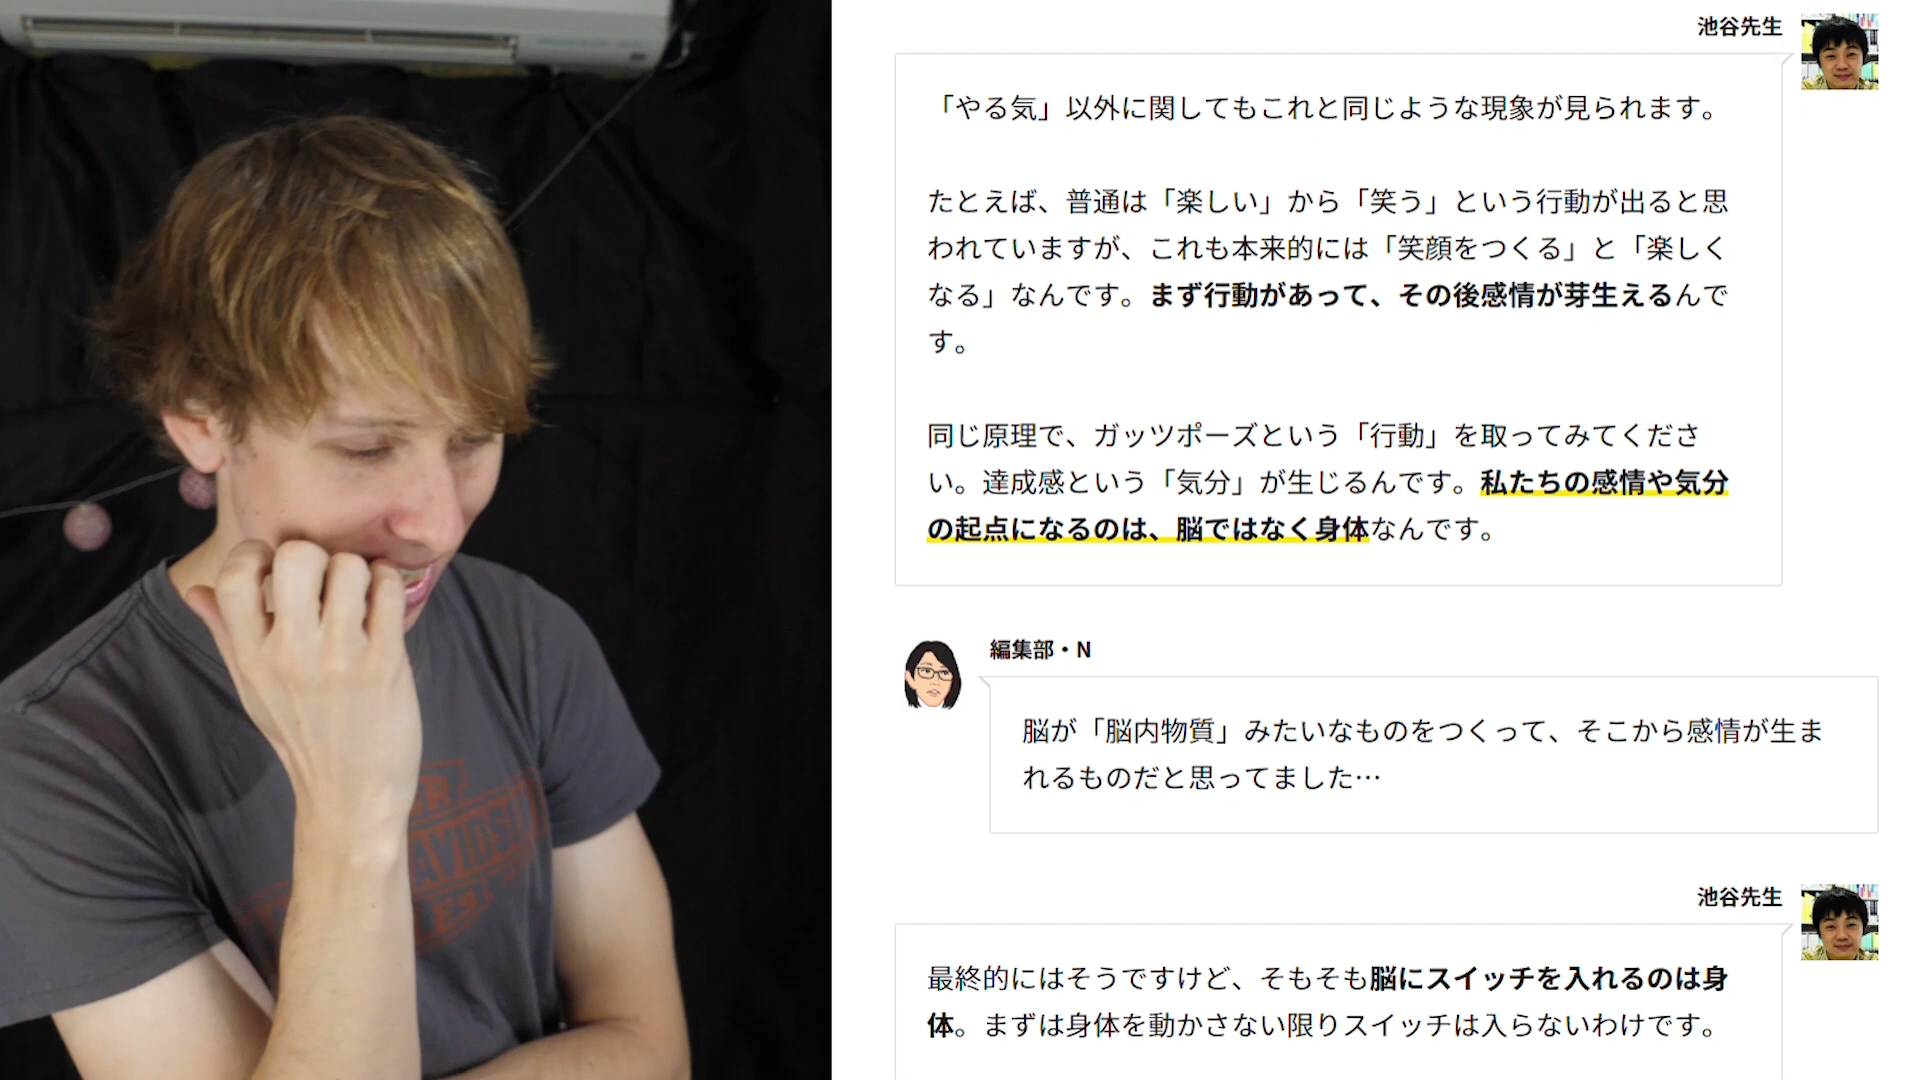 池谷先生
「やる気」以外に関してもこれと同じような現象が見られます。
たとえば、普通は「楽しい」から「笑う」という行動が出ると思
われていますが、これも本来的には「笑顔をつくる」と「楽しく
なる」なんです。まず行動があって、その後感情が芽生えるんで
す。
同じ原理で、ガッツポーズという「行動」を取ってみてくださ
い。達成感という「気分」が生じるんです。私たちの感情や気分
の起点になるのは、脳ではなく身体なんです。
編集部・N
脳が「脳内物質」みたいなものをつくって、そこから感情が生ま
れるものだと思ってました…
池谷先生
最終的にはそうですけど、そもそも脳にスイッチを入れるのは身
体。まずは身体を動かさない限りスイッチは入らないわけです。